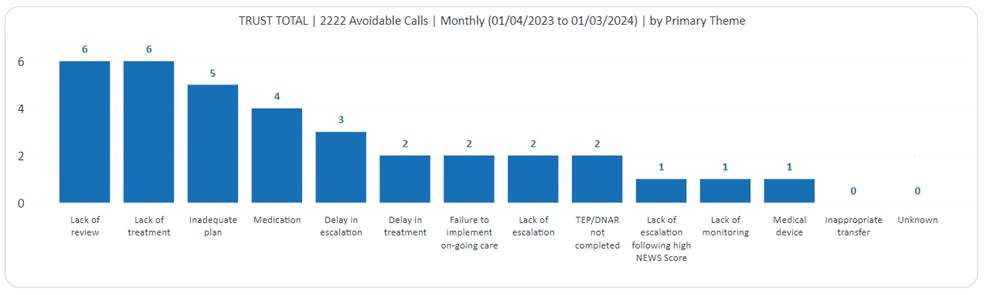 TRUST TOTAL | 2222 Avoidable Calls | Monthly (01/04/2023 to 01/03/2024) | by Primary Theme
6
4
2
0
6
6
5
4
3
2
2
2
2
1
1
1
0
0
Lack of
review
Lack of
treatment
Inadequate
plan
Medication
Delay in
escalation
Delay in
treatment
Failure to
implement
on-going care
Lack of
escalation
TEP/DNAR
not
completed
Lack of
escalation
following high
NEWS Score
Lack of
monitoring
Medical
device
Inappropriate
transfer
Unknown